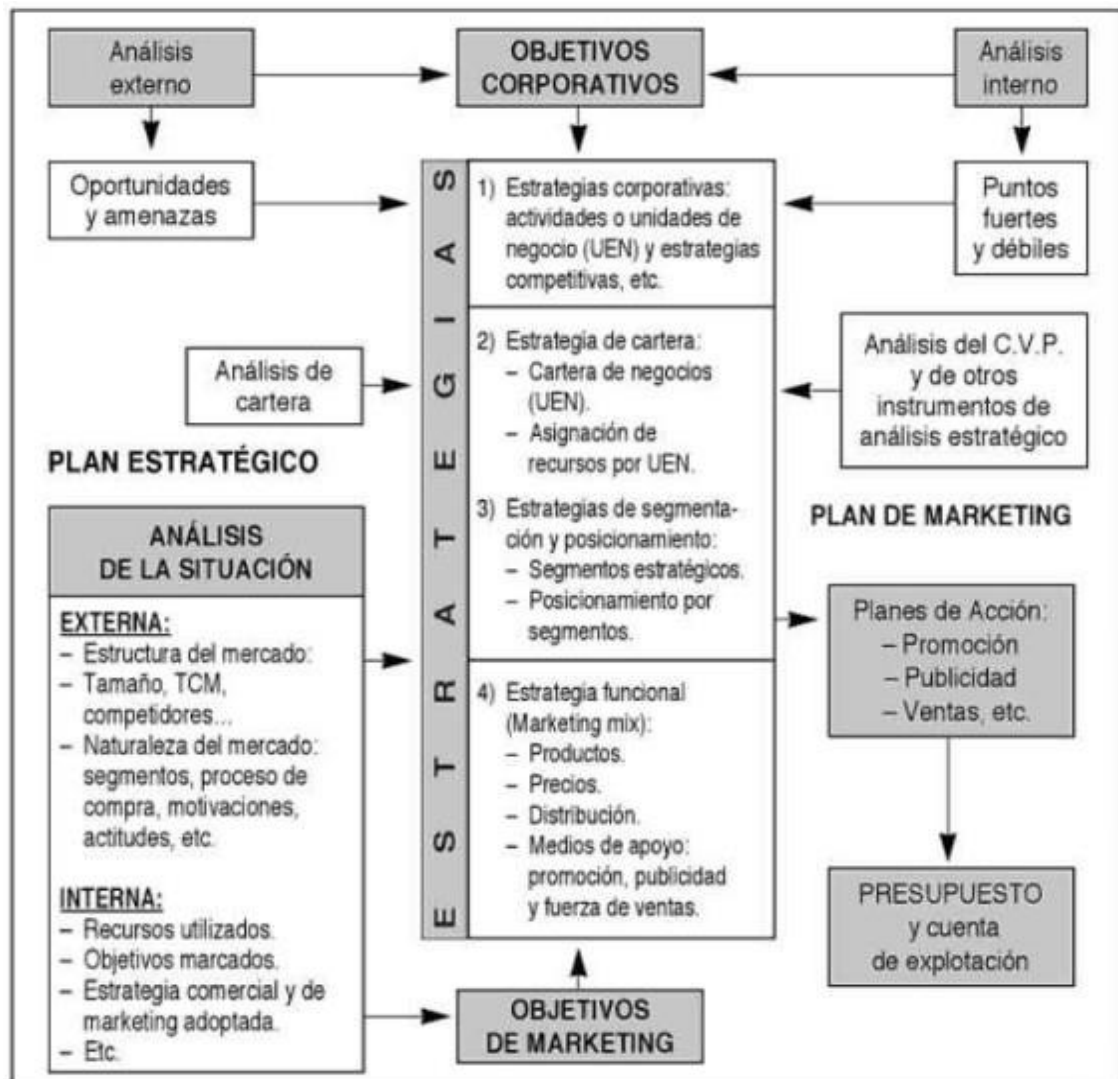 Análisis
externo
OBJETIVOS
CORPORATIVOS
Análisis
interno
Oportunidades
y amenazas
ESTRATEGIAS
1) Estrategias corporativas:
actividades o unidades de
negocio (UEN) y estrategias
competitivas, etc.
Puntos
fuertes
y débiles
Análisis de
cartera
2) Estrategia de cartera:
– Cartera de negocios
(UEN).
– Asignación de
recursos por UEN.
Análisis del C.V.P.
y de otros
instrumentos de
análisis estratégico
PLAN ESTRATÉGICO
3) Estrategias de segmenta-
ción y posicionamiento:
– Segmentos estratégicos.
– Posicionamiento por
segmentos.
PLAN DE MARKETING
ANÁLISIS
DE LA SITUACIÓN
EXTERNA:
– Estructura del mercado:
– Tamaño, TCM,
competidores...
– Naturaleza del mercado:
segmentos, proceso de
compra, motivaciones,
actitudes, etc.
INTERNA:
– Recursos utilizados.
– Objetivos marcados.
– Estrategia comercial y de
marketing adoptada.
– Etc.
4) Estrategia funcional
(Marketing mix):
– Productos.
– Precios.
– Distribución.
– Medios de apoyo:
promoción, publicidad
y fuerza de ventas.
Planes de Acción:
– Promoción
– Publicidad
– Ventas, etc.
PRESUPUESTO
y cuenta
de explotación
OBJETIVOS
DE MARKETING